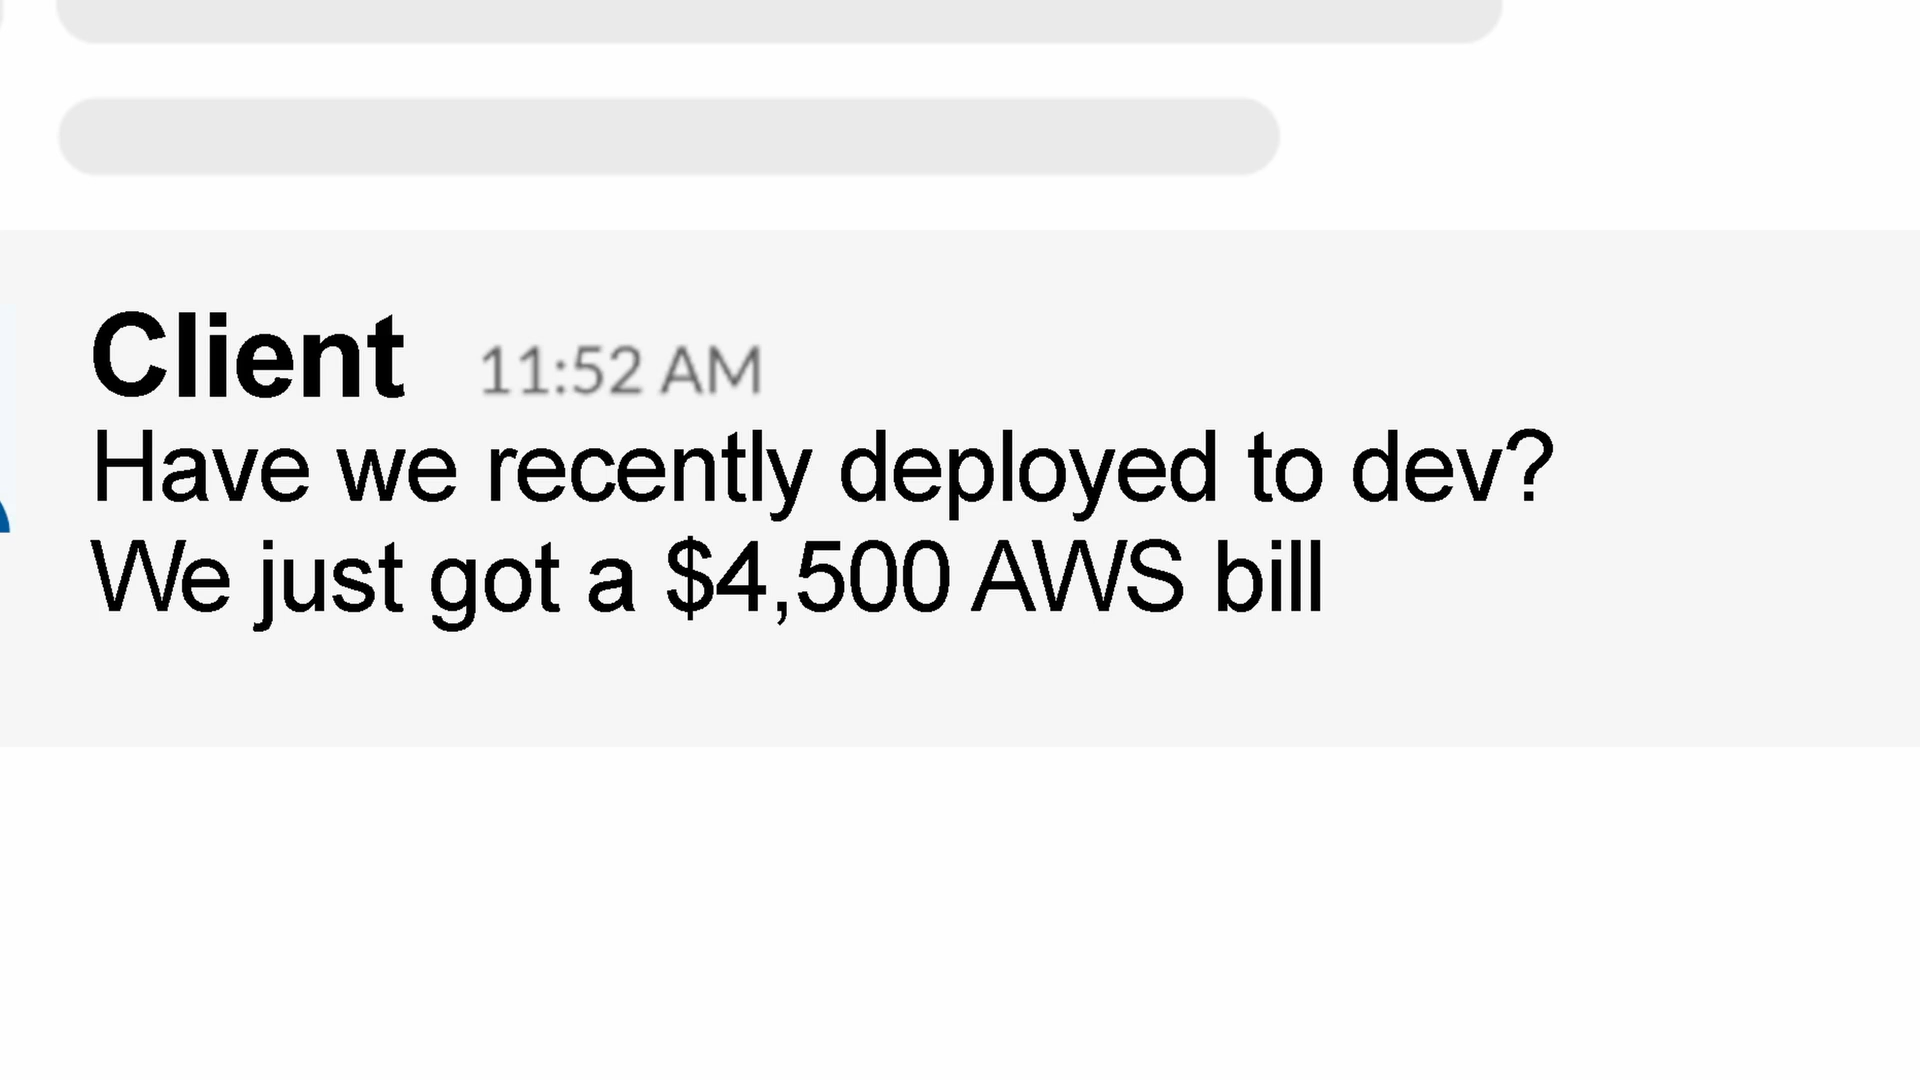 Client 11:52 AM
Have we recently deployed to dev?
We just got a $4,500 AWS bill